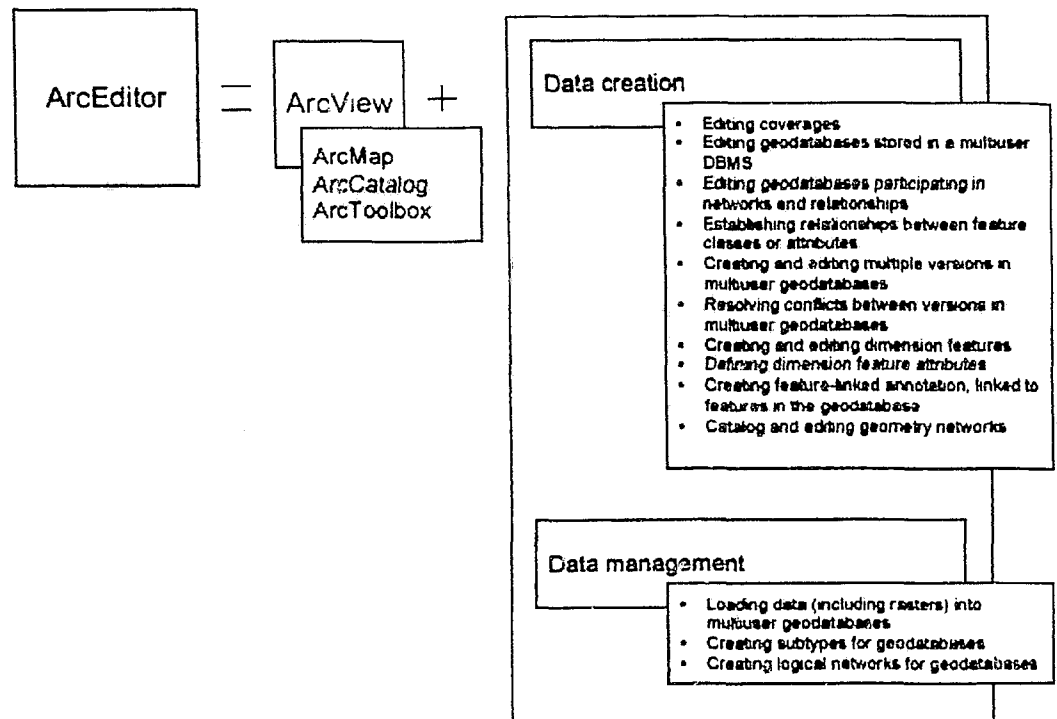 ArcEditor
=
ArcView
+
ArcMap
ArcCatalog
ArcToolbox
Data creation
• Editing coverages
• Editing geodatabases stored in a multiuser
DBMS
• Editing geodatabases participating in
networks and relationships
• Establishing relationships between feature
classes or attributes
• Creating and editing multiple versions in
multiuser geodatabases
• Resolving conflicts between versions in
multiuser geodatabases
• Creating and editing dimension features
• Defining dimension feature attributes
• Creating feature-linked annotation, linked to
features in the geodatabase
• Catalog and editing geometry networks
Data management
• Loading data (including rasters) into
multiuser geodatabases
• Creating subtypes for geodatabases
• Creating logical networks for geodatabases